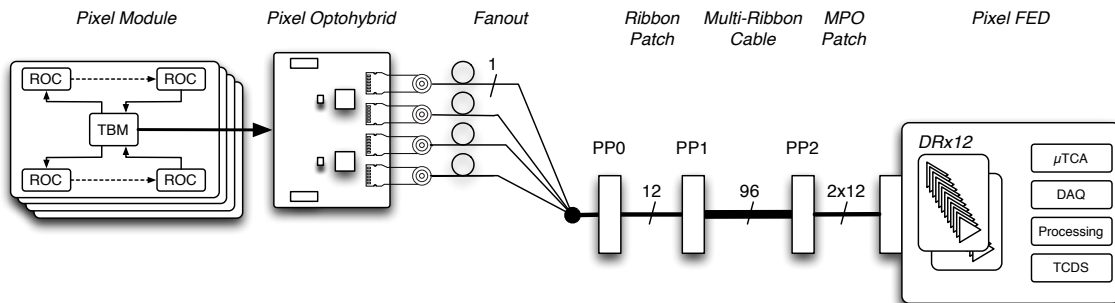 Pixel Module
Pixel Optohybrid
Fanout
Ribbon
Patch
Multi-Ribbon
Cable
MPO
Patch
Pixel FED
ROC
ROC
TBM
ROC
ROC
1
PP0
12
PP1
96
PP2
2x12
DRx12
µTCA
DAQ
Processing
TCDS